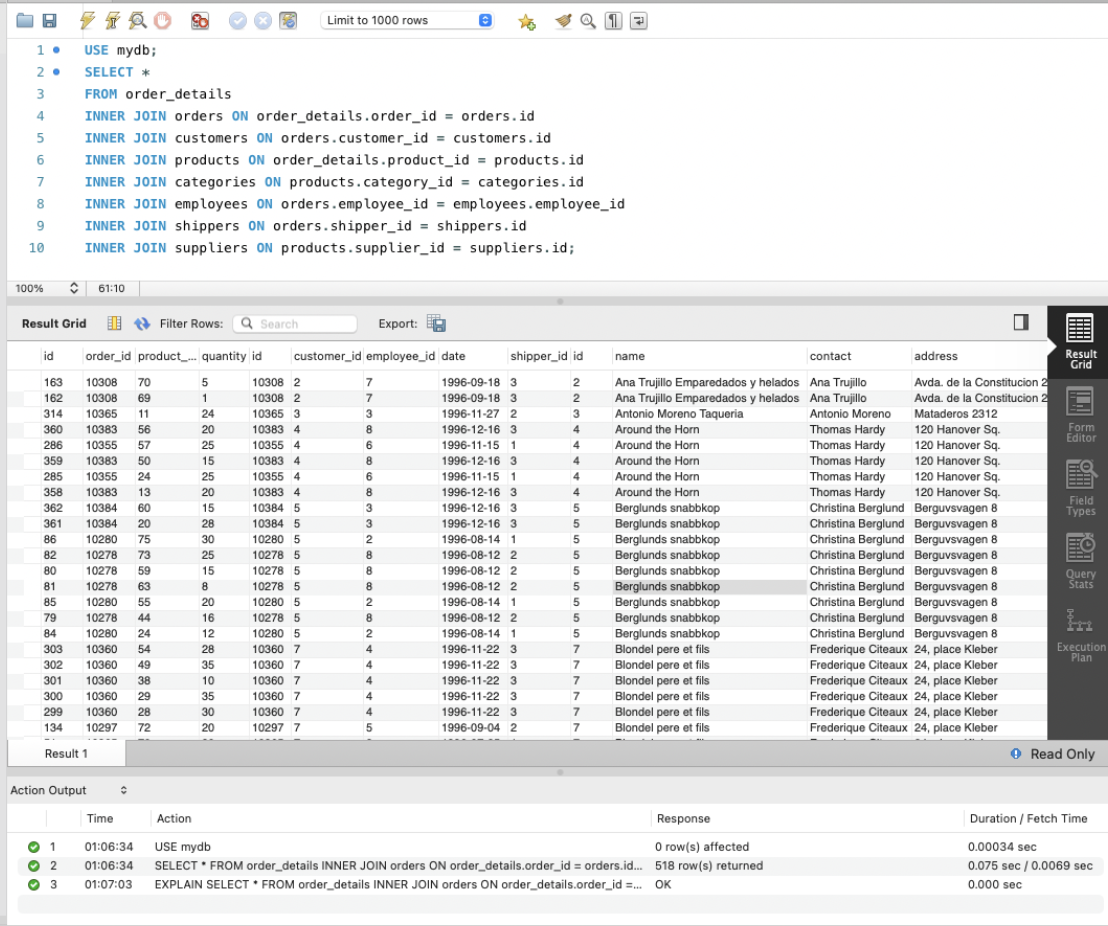 Limit to 1000 rows
1 USE mydb;
2 SELECT *
3 FROM order_details
4 INNER JOIN orders ON order_details.order_id = orders.id
5 INNER JOIN customers ON orders.customer_id = customers.id
6 INNER JOIN products ON order_details.product_id = products.id
7 INNER JOIN categories ON products.category_id = categories.id
8 INNER JOIN employees ON orders.employee_id = employees.employee_id
9 INNER JOIN shippers ON orders.shipper_id = shippers.id
10 INNER JOIN suppliers ON products.supplier_id = suppliers.id;
100% 61:10
Result Grid Filter Rows: Search Export:
id order_id product_... quantity id customer_id employee_id date shipper_id id name contact address
163 10308 70 5 10308 2 7 1996-09-18 3 2 Ana Trujillo Emparedados y helados Ana Trujillo Avda. de la Constitucion 2
162 10308 69 1 10308 2 7 1996-09-18 3 2 Ana Trujillo Emparedados y helados Ana Trujillo Avda. de la Constitucion 2
314 10365 11 24 10365 3 3 1996-11-27 2 3 Antonio Moreno Taqueria Antonio Moreno Mataderos 2312
360 10383 56 20 10383 4 8 1996-12-16 3 4 Around the Horn Thomas Hardy 120 Hanover Sq.
286 10355 57 25 10355 4 6 1996-11-15 1 4 Around the Horn Thomas Hardy 120 Hanover Sq.
359 10383 50 15 10383 4 8 1996-12-16 3 4 Around the Horn Thomas Hardy 120 Hanover Sq.
285 10355 24 25 10355 4 6 1996-11-15 1 4 Around the Horn Thomas Hardy 120 Hanover Sq.
358 10383 13 20 10383 4 8 1996-12-16 3 4 Around the Horn Thomas Hardy 120 Hanover Sq.
362 10384 60 15 10384 5 3 1996-12-16 3 5 Berglunds snabbkop Christina Berglund Berguvsvagen 8
361 10384 20 28 10384 5 3 1996-12-16 3 5 Berglunds snabbkop Christina Berglund Berguvsvagen 8
86 10280 75 30 10280 5 2 1996-08-14 1 5 Berglunds snabbkop Christina Berglund Berguvsvagen 8
82 10278 73 25 10278 5 8 1996-08-12 2 5 Berglunds snabbkop Christina Berglund Berguvsvagen 8
80 10278 59 15 10278 5 8 1996-08-12 2 5 Berglunds snabbkop Christina Berglund Berguvsvagen 8
81 10278 63 8 10278 5 8 1996-08-12 2 5 Berglunds snabbkop Christina Berglund Berguvsvagen 8
85 10280 55 20 10280 5 2 1996-08-14 1 5 Berglunds snabbkop Christina Berglund Berguvsvagen 8
79 10278 44 16 10278 5 8 1996-08-12 2 5 Berglunds snabbkop Christina Berglund Berguvsvagen 8
84 10280 24 12 10280 5 2 1996-08-14 1 5 Berglunds snabbkop Christina Berglund Berguvsvagen 8
303 10360 54 28 10360 7 4 1996-11-22 3 7 Blondel pere et fils Frederique Citeaux 24, place Kleber
302 10360 49 35 10360 7 4 1996-11-22 3 7 Blondel pere et fils Frederique Citeaux 24, place Kleber
301 10360 38 10 10360 7 4 1996-11-22 3 7 Blondel pere et fils Frederique Citeaux 24, place Kleber
300 10360 29 35 10360 7 4 1996-11-22 3 7 Blondel pere et fils Frederique Citeaux 24, place Kleber
299 10360 28 30 10360 7 4 1996-11-22 3 7 Blondel pere et fils Frederique Citeaux 24, place Kleber
134 10297 72 20 10297 7 5 1996-09-04 2 7 Blondel pere et fils Frederique Citeaux 24, place Kleber
Result
Grid
Form
Editor
Field
Types
Query
Stats
Execution
Plan
Result 1 Read Only
Action Output
Time Action Response Duration / Fetch Time
1 01:06:34 USE mydb 0 row(s) affected 0.00034 sec
2 01:06:34 SELECT * FROM order_details INNER JOIN orders ON order_details.order_id = orders.id... 518 row(s) returned 0.075 sec / 0.0069 sec
3 01:07:03 EXPLAIN SELECT * FROM order_details INNER JOIN orders ON order_details.order_id =... OK 0.000 sec